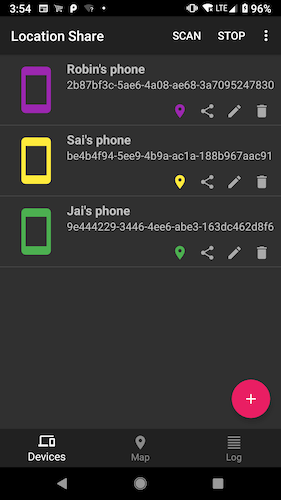 3:54 LTE 96%
Location Share SCAN STOP
Robin's phone
2b87bf3c-5ae6-4a08-ae68-3a7095247830
Sai's phone
be4b4f94-5ee9-4b9a-ac1a-188b967aac91
Jai's phone
9e444229-3446-4ee6-abe3-163dc462d8f6
Devices Map Log